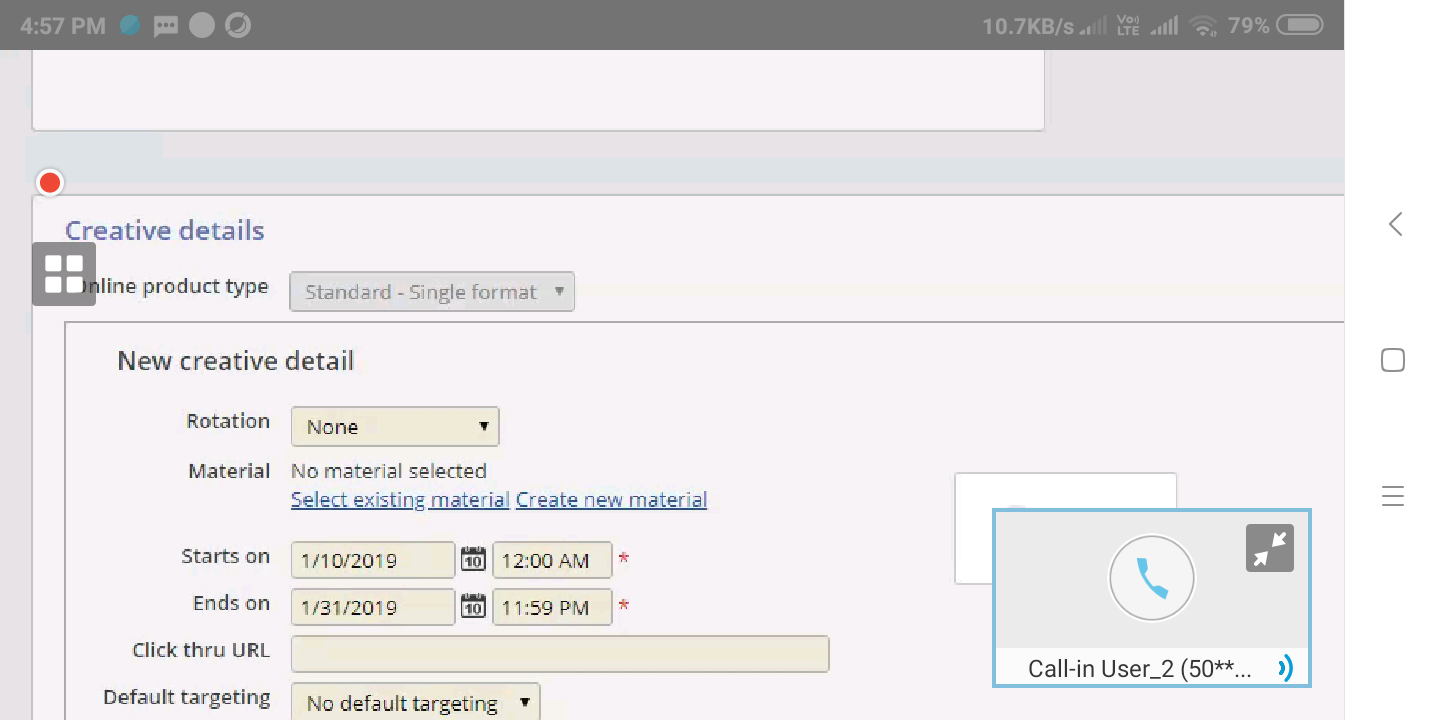 4:57 PM 10.7KB/s Vo) LTE 79%
Creative details
nline product type Standard - Single format
New creative detail
Rotation None
Material No material selected
Select existing material Create new material
Starts on 1/10/2019 10 12:00 AM *
Ends on 1/31/2019 10 11:59 PM *
Click thru URL
Default targeting No default targeting
Call-in User_2 (50**...